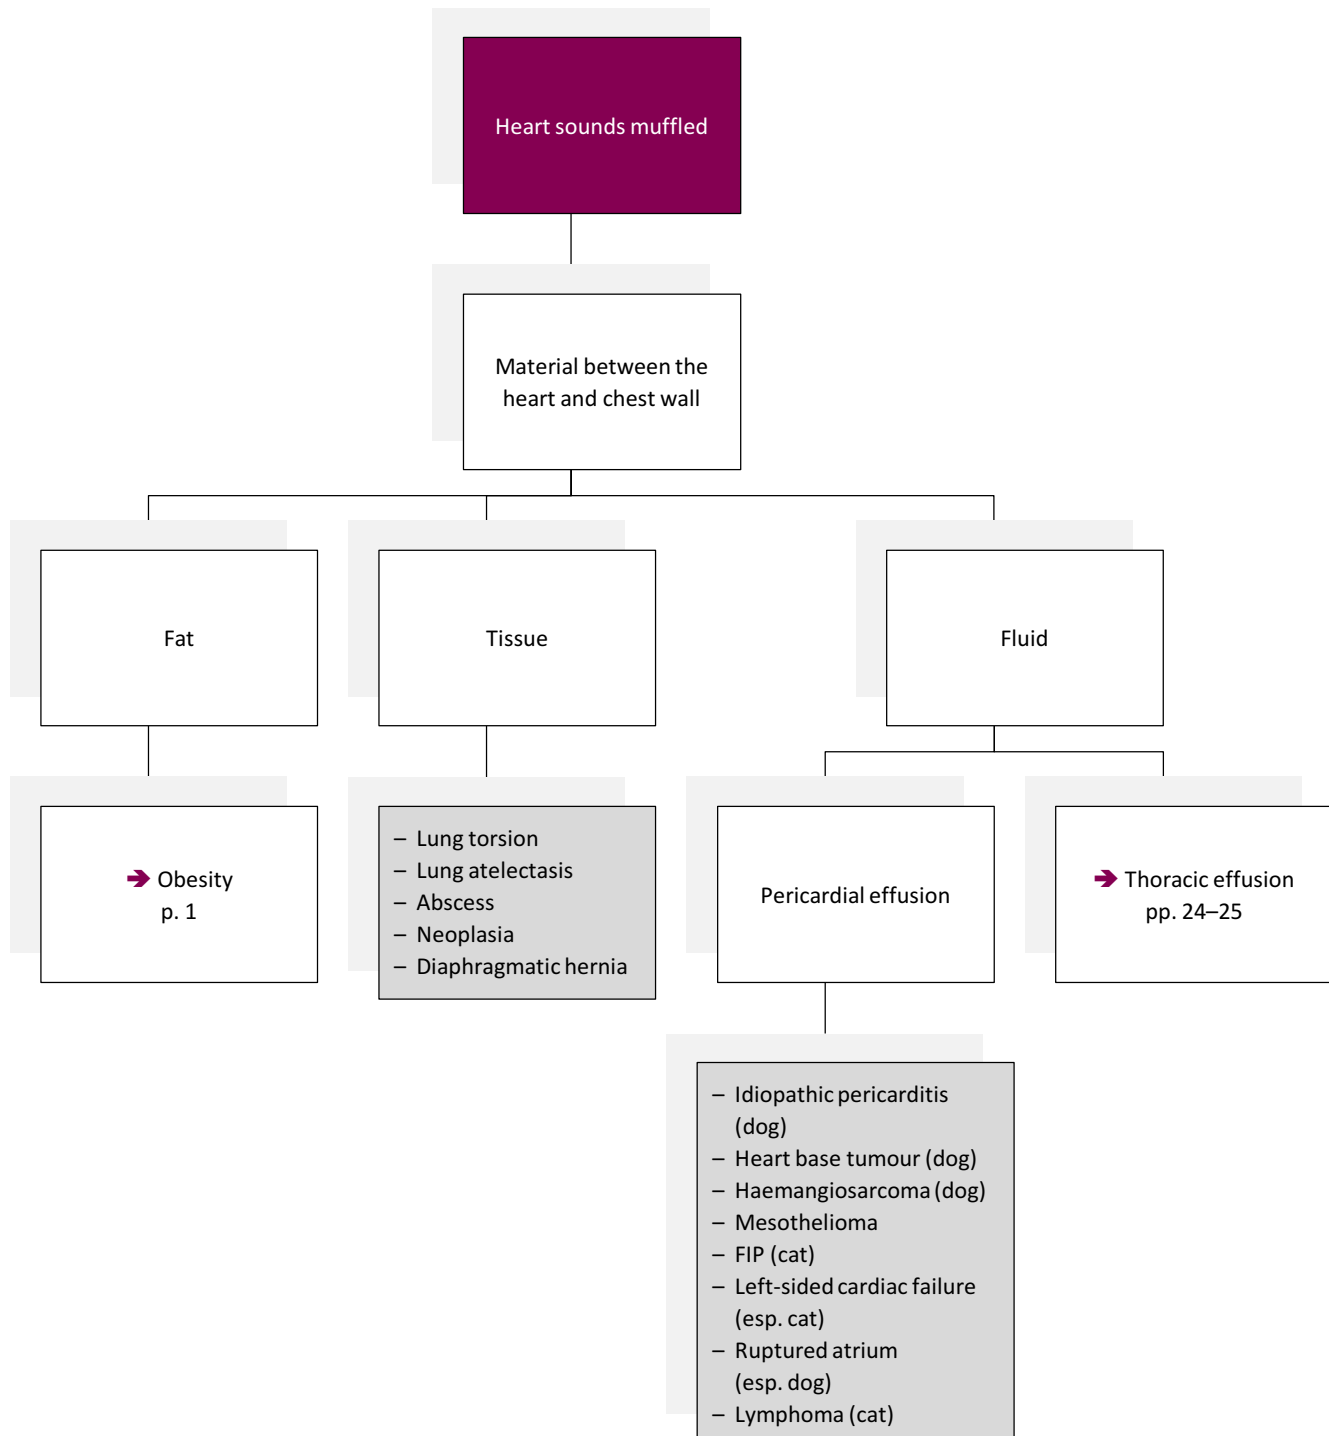 Heart sounds muffled
Material between the
heart and chest wall
Fat
Tissue
Fluid
➔ Obesity
p. 1
– Lung torsion
– Lung atelectasis
– Abscess
– Neoplasia
– Diaphragmatic hernia
Pericardial effusion
➔ Thoracic effusion
pp. 24–25
– Idiopathic pericarditis
(dog)
– Heart base tumour (dog)
– Haemangiosarcoma (dog)
– Mesothelioma
– FIP (cat)
– Left-sided cardiac failure
(esp. cat)
– Ruptured atrium
(esp. dog)
– Lymphoma (cat)